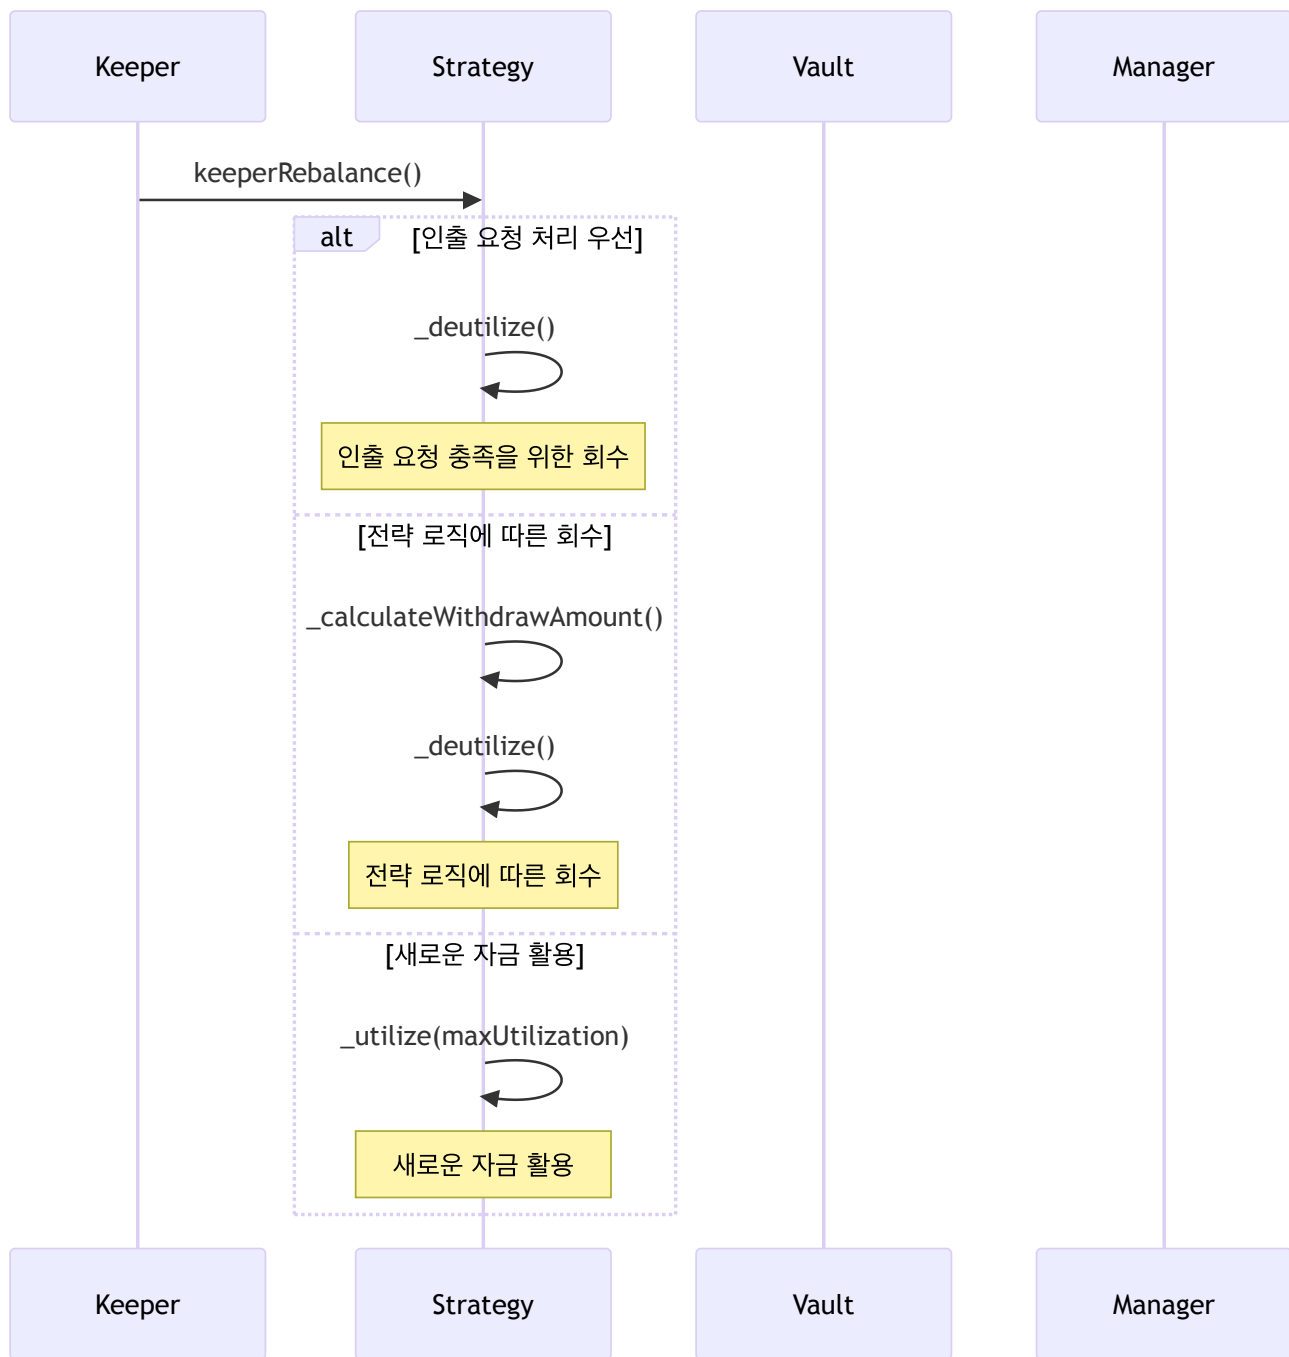 Keeper
Strategy
Vault
Manager
keeperRebalance()
alt
[인출 요청 처리 우선]
_deutilize()
인출 요청 충족을 위한 회수
[전략 로직에 따른 회수]
_calculateWithdrawAmount()
_deutilize()
전략 로직에 따른 회수
[새로운 자금 활용]
_utilize(maxUtilization)
새로운 자금 활용
Keeper
Strategy
Vault
Manager